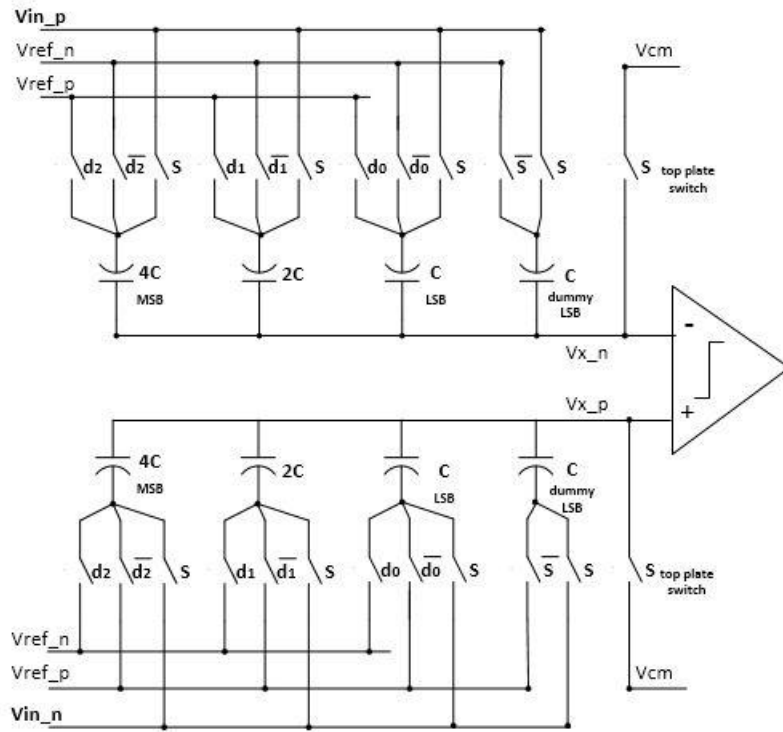 Vin_p
Vref_n
Vref_p
Vcm
d2 d2̅ S d1 d1̅ S d0 d0̅ S S̅ S S top plate switch
4C MSB 2C C LSB C dummy LSB
-
Vx_n
Vx_p
+
4C MSB 2C C LSB C dummy LSB
d2 d2̅ S d1 d1̅ S d0 d0̅ S S̅ S S top plate switch
Vref_n
Vref_p
Vcm
Vin_n